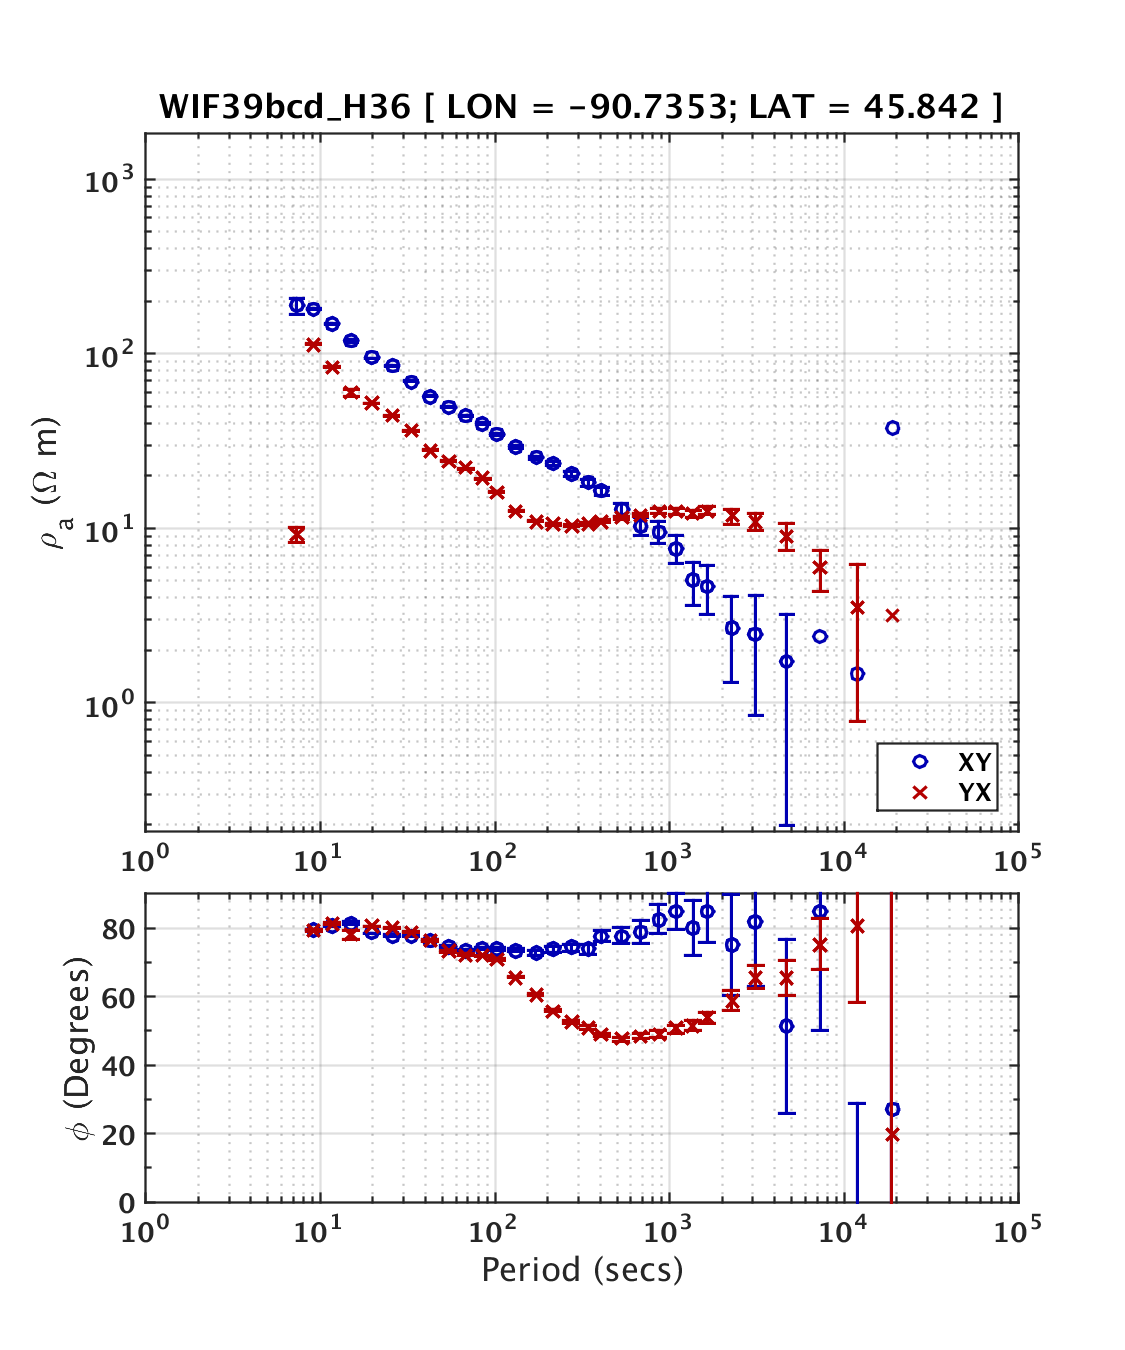 WIF39bcd_H36 [ LON = -90.7353; LAT = 45.842 ]
10³
10²
10¹
10⁰
ρₐ (Ω m)
XY
YX
10⁰ 10¹ 10² 10³ 10⁴ 10⁵
80
60
40
20
0
ϕ (Degrees)
10⁰ 10¹ 10² 10³ 10⁴ 10⁵
Period (secs)